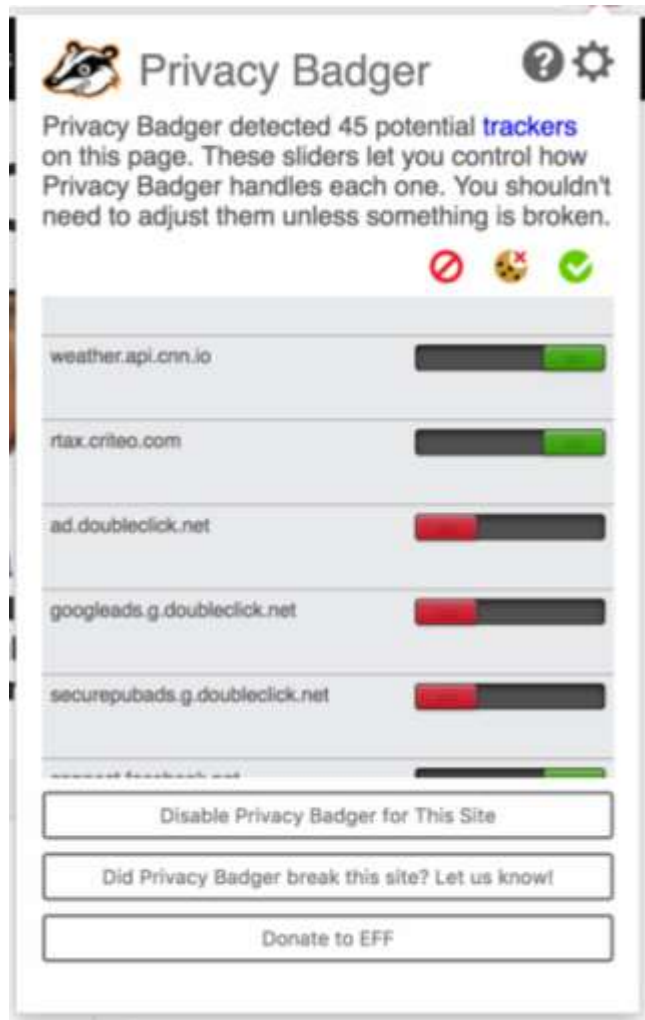 Privacy Badger
Privacy Badger detected 45 potential trackers
on this page. These sliders let you control how
Privacy Badger handles each one. You shouldn't
need to adjust them unless something is broken.
weather.api.cnn.io
rtax.criteo.com
ad.doubleclick.net
googleads.g.doubleclick.net
securepubads.g.doubleclick.net
Disable Privacy Badger for This Site
Did Privacy Badger break this site? Let us know!
Donate to EFF